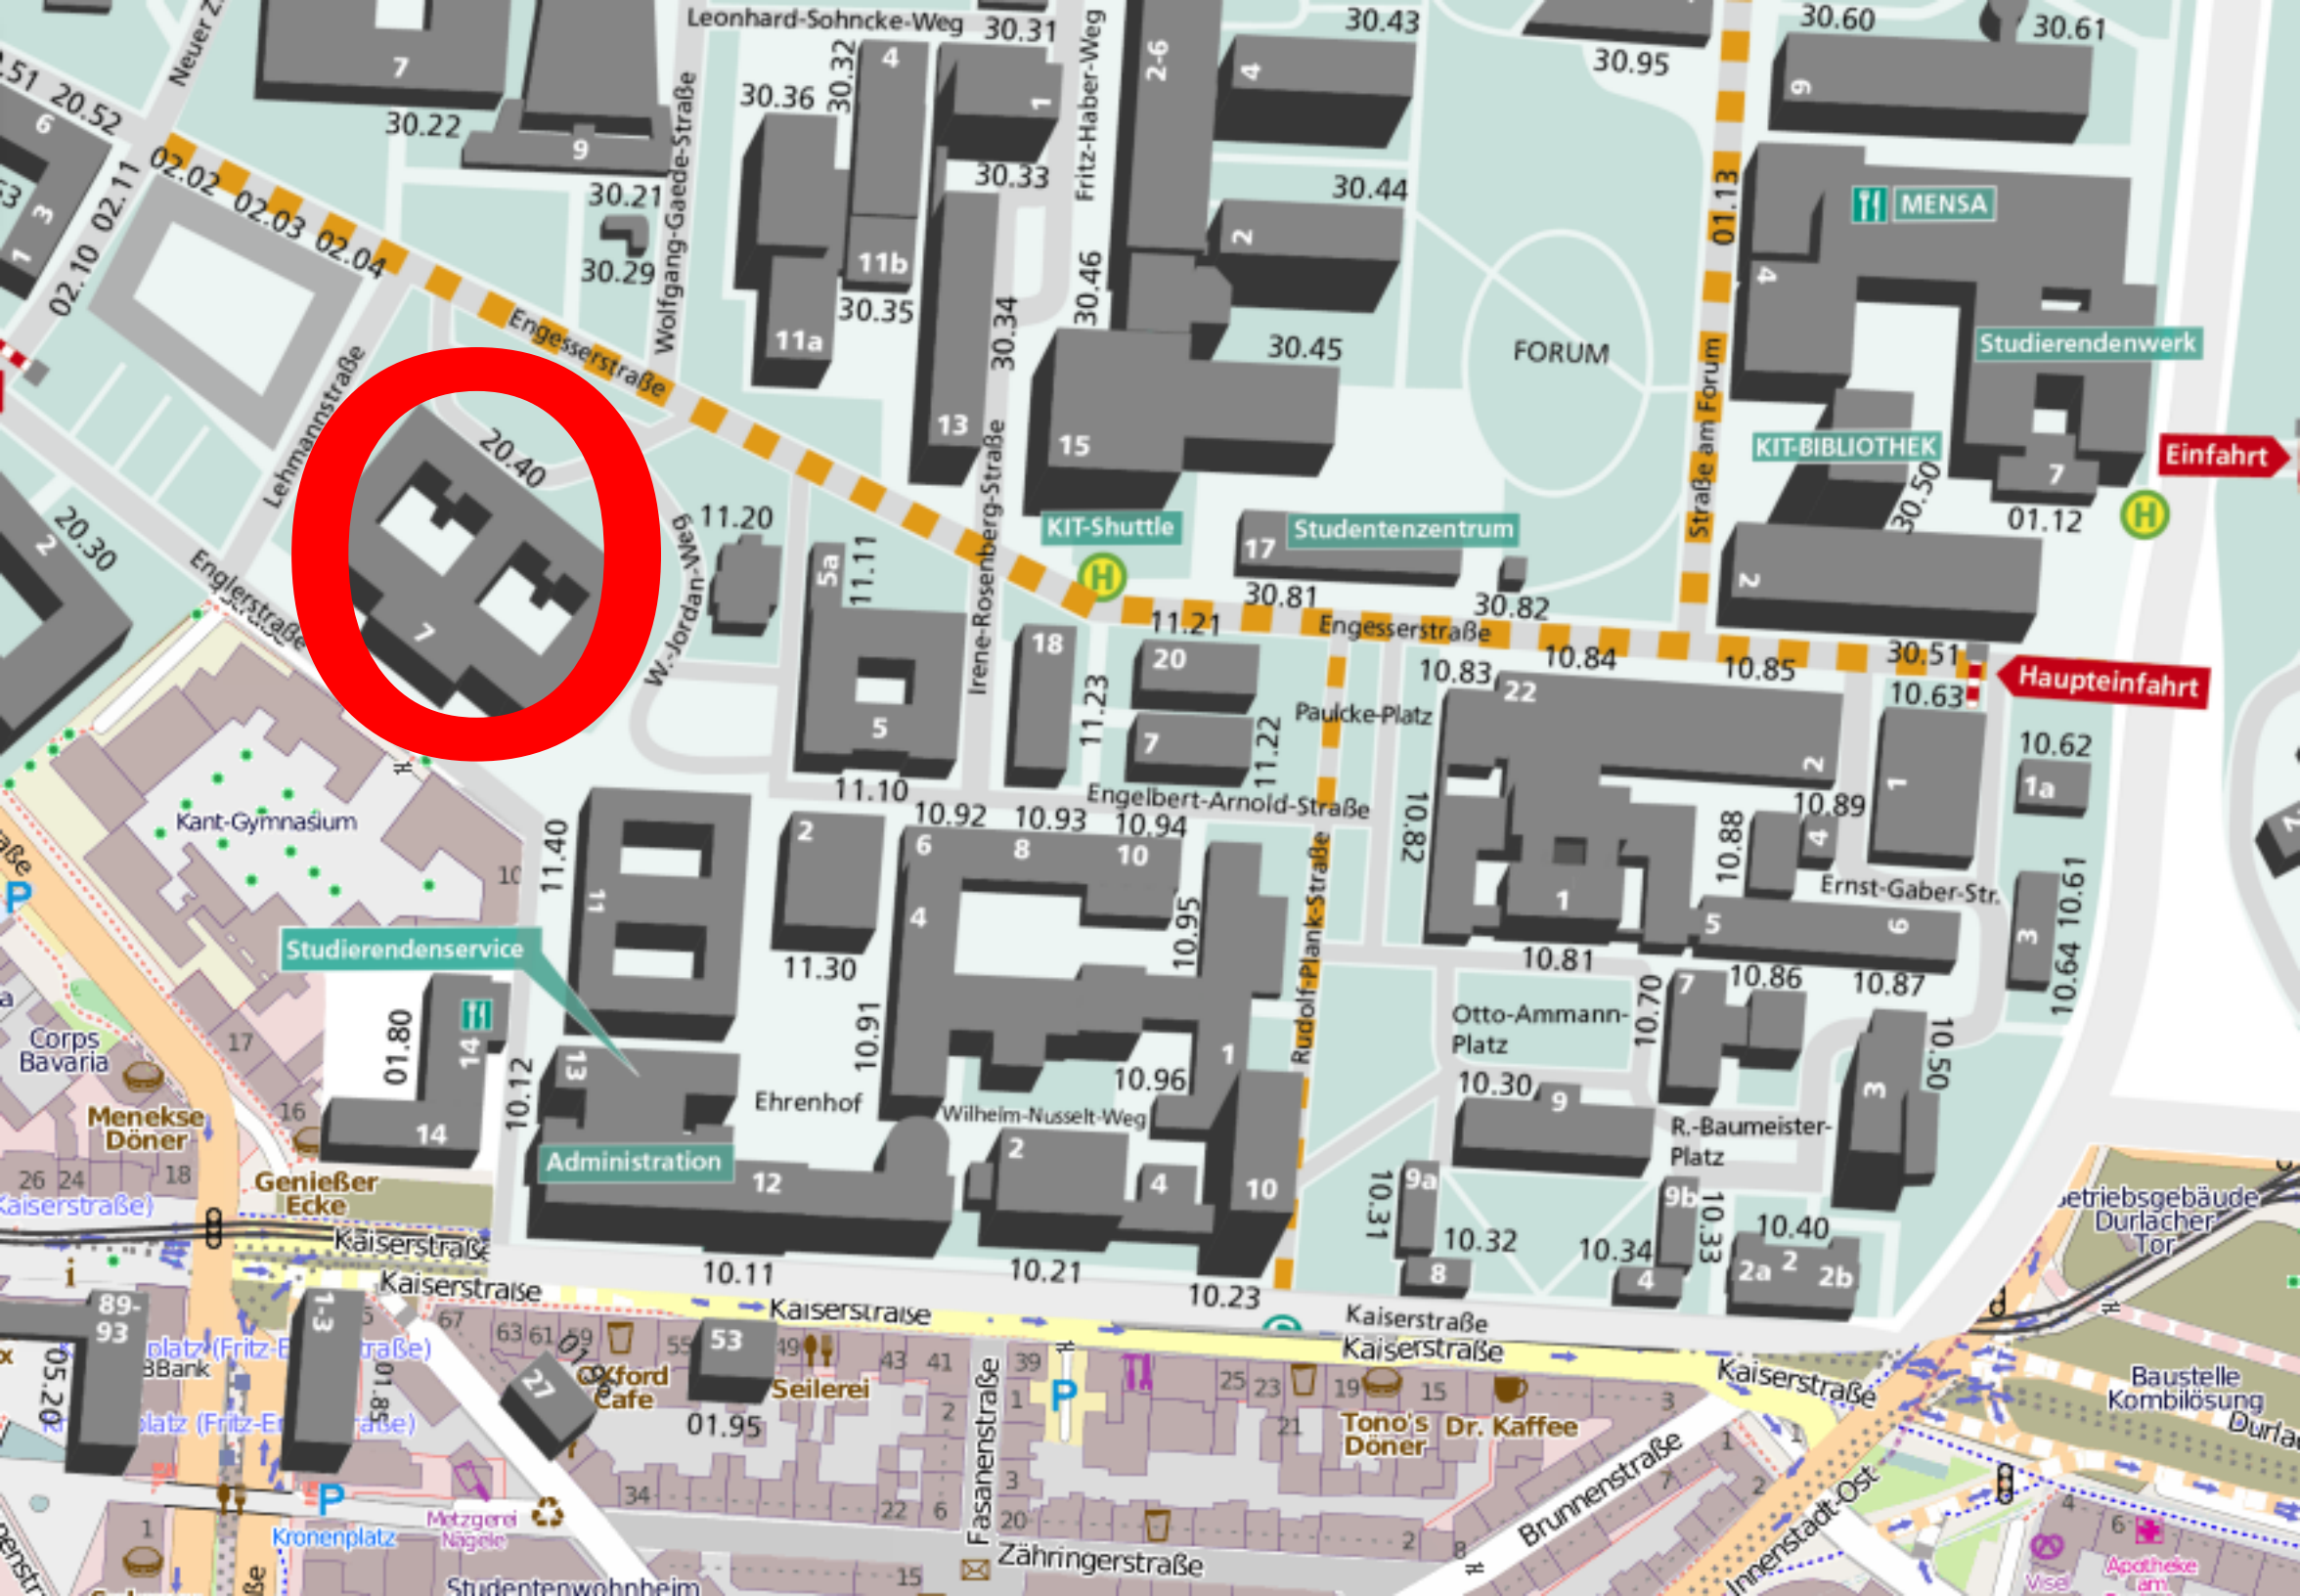 Neuer Z.
Leonhard-Sohncke-Weg
30.31
30.43
30.60
30.61
.51
20.52
7
30.22
9
30.36
30.32
4
1
2-6
4
30.95
6
6
3
1
02.02
02.03
02.04
02.11
02.10
30.21
30.29
Wolfgang-Gaede-Straße
11b
30.35
11a
30.33
Fritz-Haber-Weg
30.44
2
01.13
MENSA
4
Studierendenwerk
30.46
30.34
30.45
FORUM
Engesserstraße
Lehmannstraße
20.40
13
15
Irene-Rosenberg-Straße
Straße am Forum
KIT-BIBLIOTHEK
30.50
7
01.12
Einfahrt
H
20.30
2
Englerstraße
7
W.-Jordan-Weg
11.20
5a
11.11
KIT-Shuttle
H
17
Studentenzentrum
30.81
30.82
2
11.21
Engesserstraße
18
20
10.83
10.84
10.85
30.51
Haupteinfahrt
10.63
22
5
11.23
7
11.22
Paulcke-Platz
2
1
10.62
1a
11.10
Engelbert-Arnold-Straße
Kant-Gymnasium
10
11.40
11
2
11.30
10.92
10.93
10.94
6
8
10
4
10.95
10.82
1
10.88
10.89
4
Ernst-Gaber-Str.
10.61
3
10.64
5
6
10.81
10.86
10.87
Rudolf-Plank-Straße
Studierendenservice
P
Corps
Bavaria
17
01.80
14
14
10.12
13
10.91
1
10.96
Otto-Ammann-
Platz
10.70
7
10.50
3
Menekse
Döner
16
Ehrenhof
Wilhelm-Nusselt-Weg
10.30
9
R.-Baumeister-
Platz
26
24
18
Genießer
Ecke
Administration
12
2
4
10
10.31
9a
9b
10.33
Kaiserstraße)
Kaiserstraße
10.11
10.21
10.23
10.32
8
10.34
4
10.40
2a
2
2b
Betriebsgebäude
Durlacher
Tor
i
Kaiserstraße
Kaiserstraße
Kaiserstraße
Kaiserstraße
Kaiserstraße
89-
93
1-3
67
63
61
59
55
53
49
43
41
39
BBank
05.20
01.85
27
Oxford
Cafe
01.95
Seilerei
2
Fasanenstraße
1
P
25
23
21
19
15
3
Tono's
Döner
Dr. Kaffee
Brunnenstraße
1
1
7
2
Baustelle
Kombilösung
34
22
6
3
20
2
8
P
Kronenplatz
Metzgerei
Nägele
1
15
Zähringerstraße
Studentenwohnheim
Innenstadt-Ost
4
6
Visel
Apotheke
am